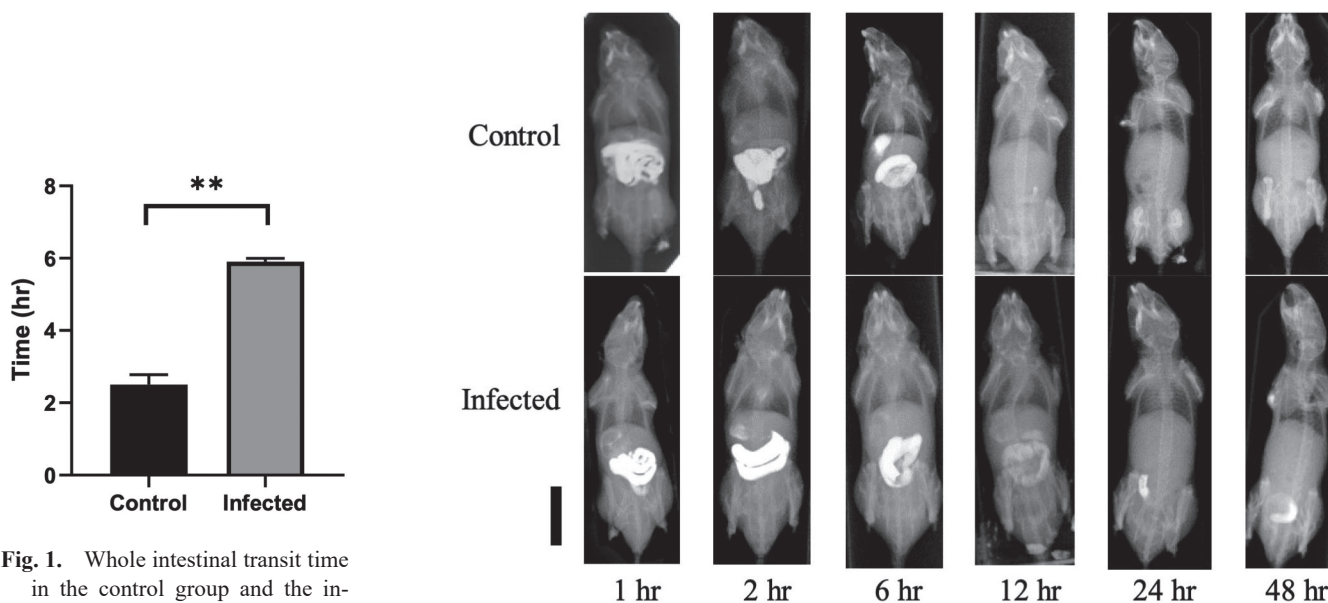 8
**
6
Time (hr)
4
2
0
Control
Infected
Fig. 1. Whole intestinal transit time
in the control group and the in-
Control
Infected
1 hr
2 hr
6 hr
12 hr
24 hr
48 hr